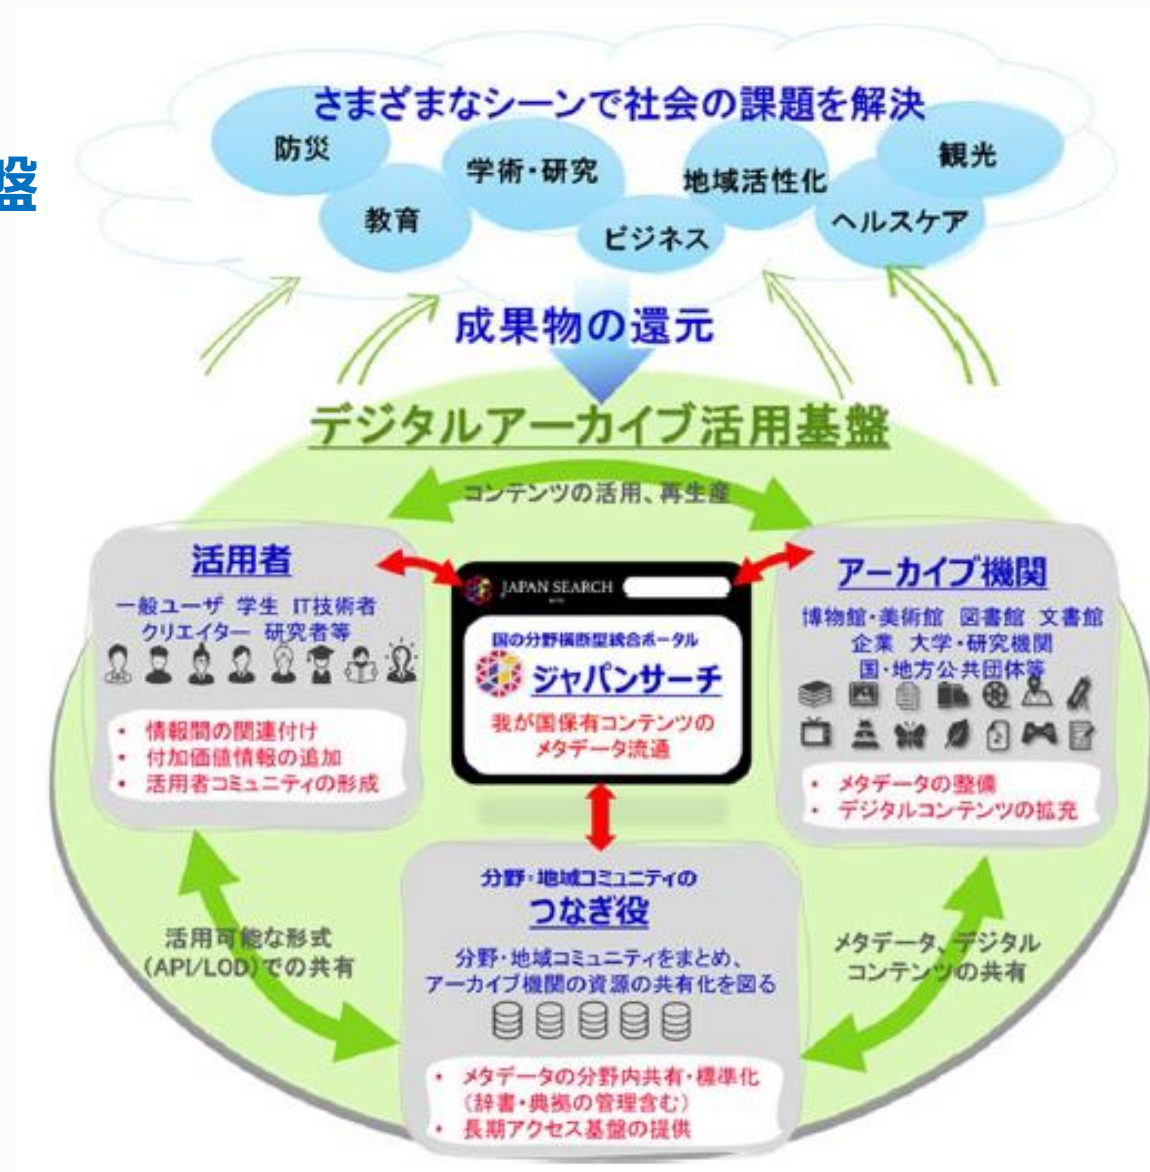 さまざまなシーンで社会の課題を解決
防災
学術・研究
地域活性化
観光
教育
ビジネス
ヘルスケア
盤
成果物の還元
デジタルアーカイブ活用基盤
コンテンツの活用、再生産
活用者
一般ユーザ 学生 IT技術者
クリエイター 研究者等
・ 情報間の関連付け
・ 付加価値情報の追加
・ 活用者コミュニティの形成
JAPAN SEARCH
国の分野横断型統合ポータル
ジャパンサーチ
我が国保有コンテンツの
メタデータ流通
アーカイブ機関
博物館・美術館 図書館 文書館
企業 大学・研究機関
国・地方公共団体等
・ メタデータの整備
・ デジタルコンテンツの拡充
分野・地域コミュニティの
つなぎ役
分野・地域コミュニティをまとめ、
アーカイブ機関の資源の共有化を図る
・ メタデータの分野内共有・標準化
(辞書・典拠の管理含む)
・ 長期アクセス基盤の提供
活用可能な形式
(API/LOD)での共有
メタデータ、デジタル
コンテンツの共有